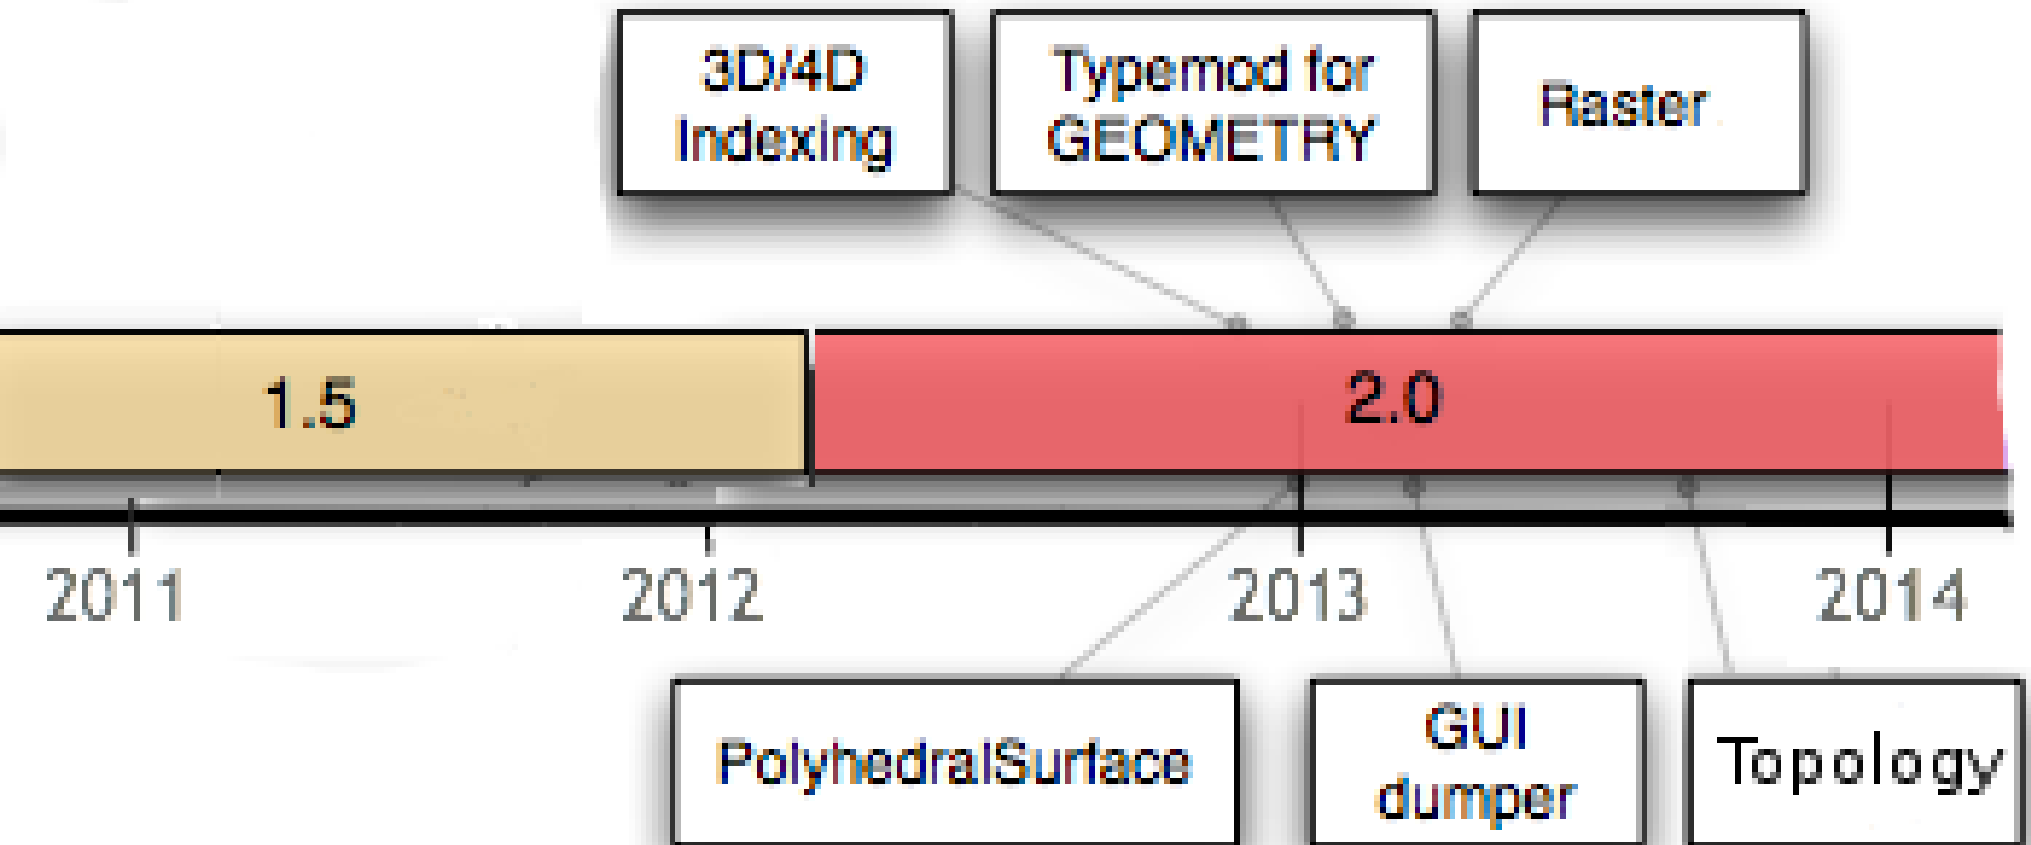 3D/4D
Indexing
Typemod for
GEOMETRY
Raster
1.5
2.0
2011
2012
2013
2014
PolyhedralSurface
GUI
dumper
Topology